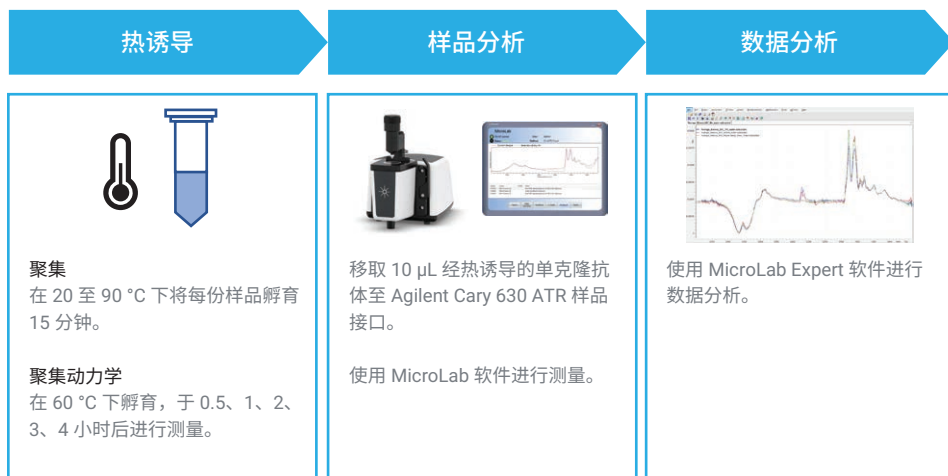 热诱导
样品分析
数据分析
聚集
在 20 至 90 °C 下将每份样品孵育
15 分钟。
聚集动力学
在 60 °C 下孵育，于 0.5、1、2、
3、4 小时后进行测量。
MicroLab
移取 10 µL 经热诱导的单克隆抗
体至 Agilent Cary 630 ATR 样品
接口。
使用 MicroLab 软件进行测量。
使用 MicroLab Expert 软件进行
数据分析。